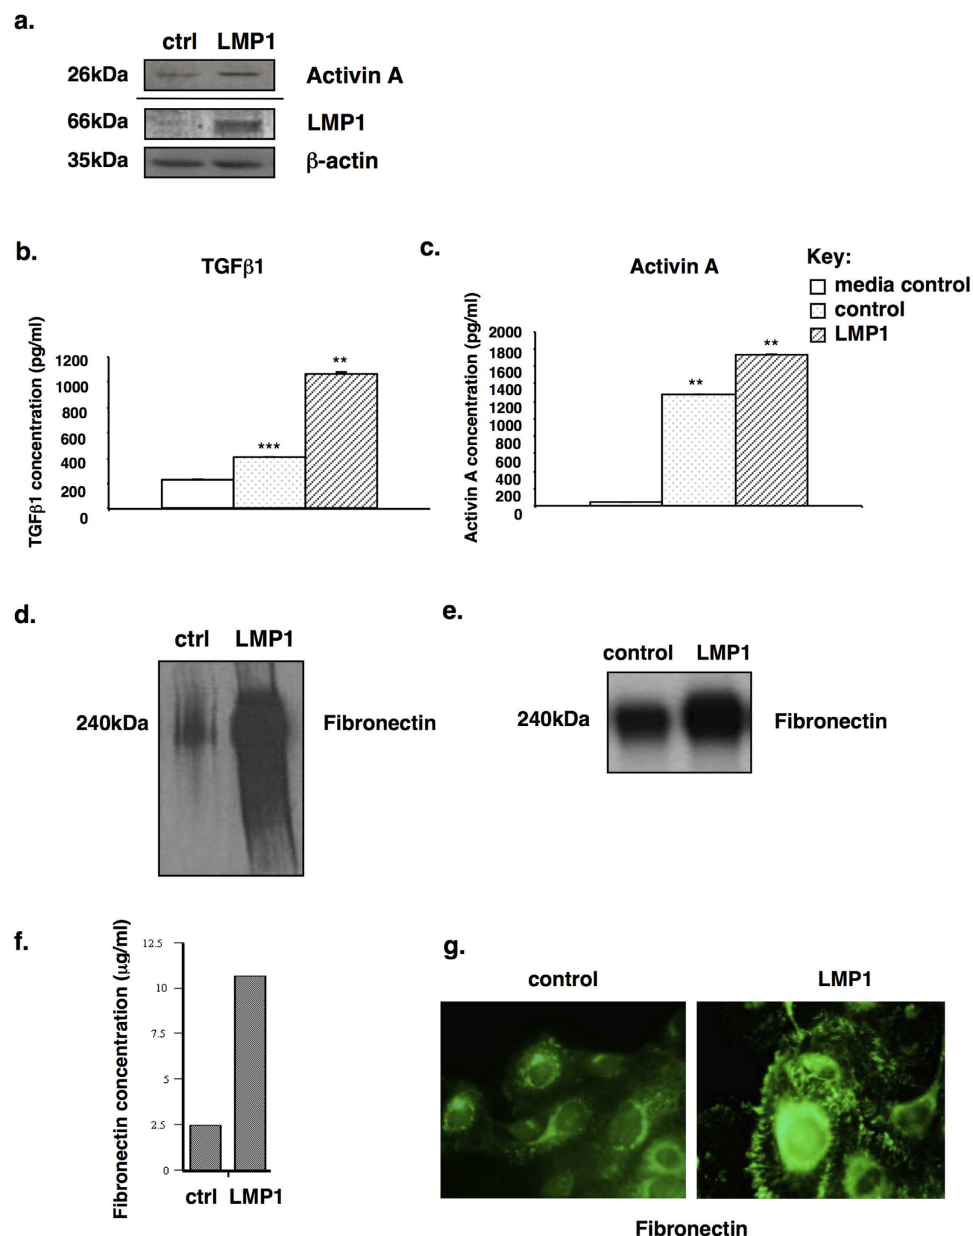 a.
ctrl LMP1
26kDa Activin A
66kDa LMP1
35kDa β-actin
b.
TGFβ1
TGFβ1 concentration (pg/ml)
1200
1000
800
600
400
200
0
***
**
c.
Activin A
Activin A concentration (pg/ml)
2000
1800
1400
1600
1200
1000
800
600
400
200
0
**
**
Key:
media control
control
LMP1
d.
ctrl LMP1
240kDa Fibronectin
e.
control LMP1
240kDa Fibronectin
f.
Fibronectin concentration (μg/ml)
12.5
10
7.5
5
2.5
0
ctrl LMP1
g.
control LMP1
Fibronectin